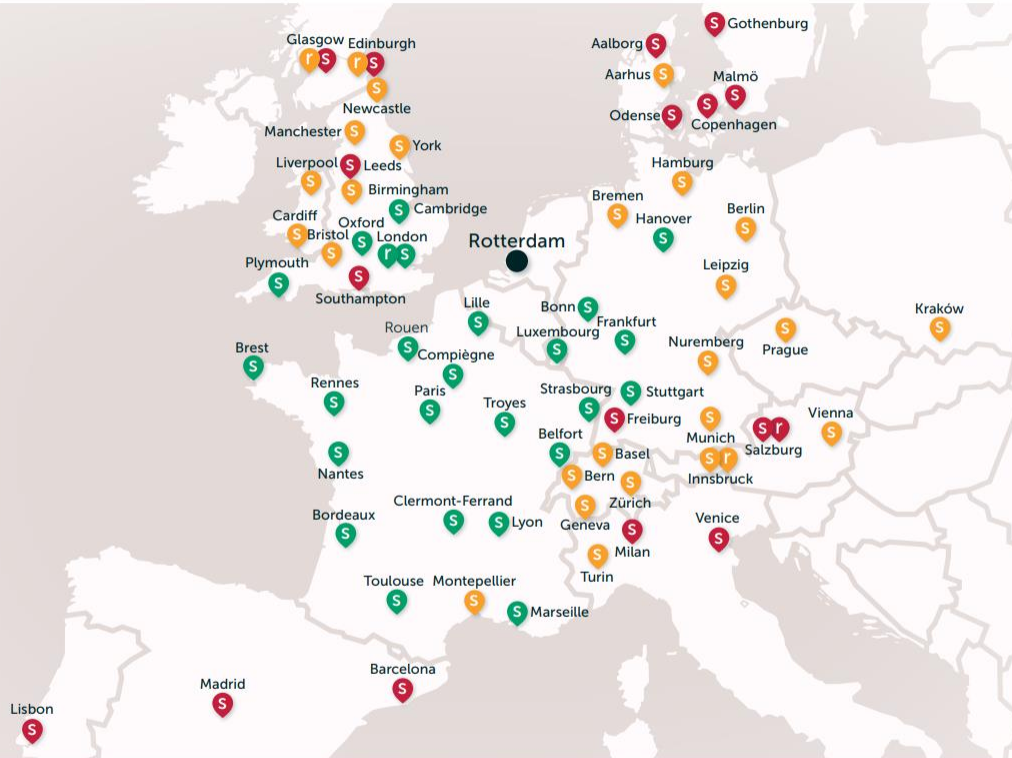 Gothenburg
S
Glasgow
Edinburgh
r S
r S
Aalborg
S
Aarhus
S
Malmö
S
S
Newcastle
Odense
S
S
Copenhagen
Manchester
S
S
York
Liverpool
S
Leeds
Hamburg
S
S
S
Birmingham
Bremen
S
S
Cambridge
Hanover
S
Berlin
S
Cardiff
S
Oxford
S
Bristol
S
London
r S
Rotterdam
Plymouth
S
S
Southampton
Leipzig
S
Lille
S
Bonn
S
Kraków
S
Rouen
S
Luxembourg
S
Frankfurt
S
Nuremberg
S
S
Prague
Brest
S
Compiègne
S
Rennes
S
Paris
S
Troyes
S
Strasbourg
S
S
Stuttgart
S
Freiburg
S
Munich
S r
Salzburg
Vienna
S
Belfort
S
S
Basel
S r
Innsbruck
S
Nantes
S
Bern
S
Zürich
Clermont-Ferrand
S
S
Lyon
S
Geneva
Bordeaux
S
S
Milan
Venice
S
S
Turin
Toulouse
S
Montepellier
S
S
Marseille
Barcelona
S
Madrid
S
Lisbon
S